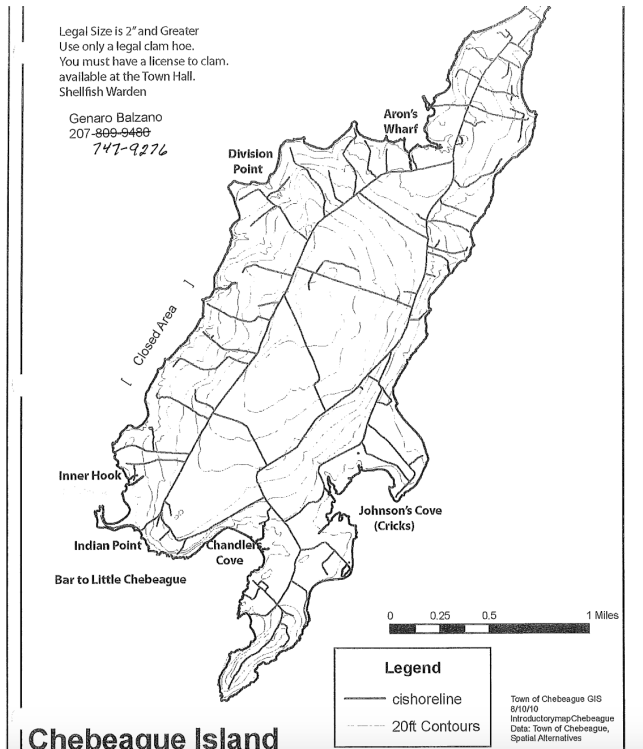 Legal Size is 2" and Greater
Use only a legal clam hoe.
You must have a license to clam.
available at the Town Hall.
Shellfish Warden
Genaro Balzano
207-809-9480
747-9276
Aron's
Wharf
Division
Point
[ Closed Area ]
Inner Hook
Indian Point
Chandlers
Cove
Johnson's Cove
(Cricks)
Bar to Little Chebeague
0 0.25 0.5 1 Miles
Legend
cishoreline
20ft Contours
Town of Chebeague GIS
8/10/10
IntroductorymapChebeague
Data: Town of Chebeague,
Spatial Alternatives
Chebeague Island